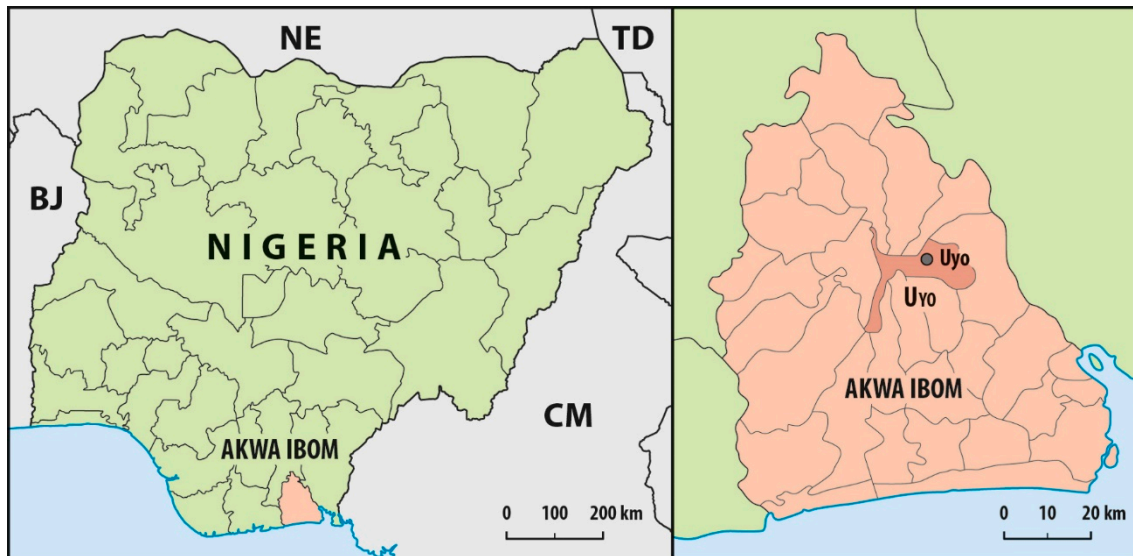 NE
TD
BJ
NIGERIA
CM
AKWA IBOM
0 100 200 km
Uyo
UYO
AKWA IBOM
0 10 20 km